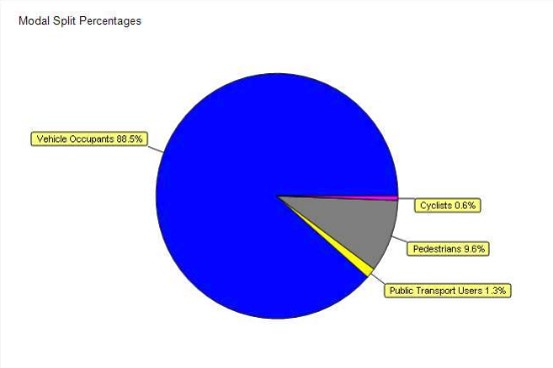 Modal Split Percentages
Vehicle Occupants 88.5%
Cyclists 0.6%
Pedestrians 9.6%
Public Transport Users 1.3%